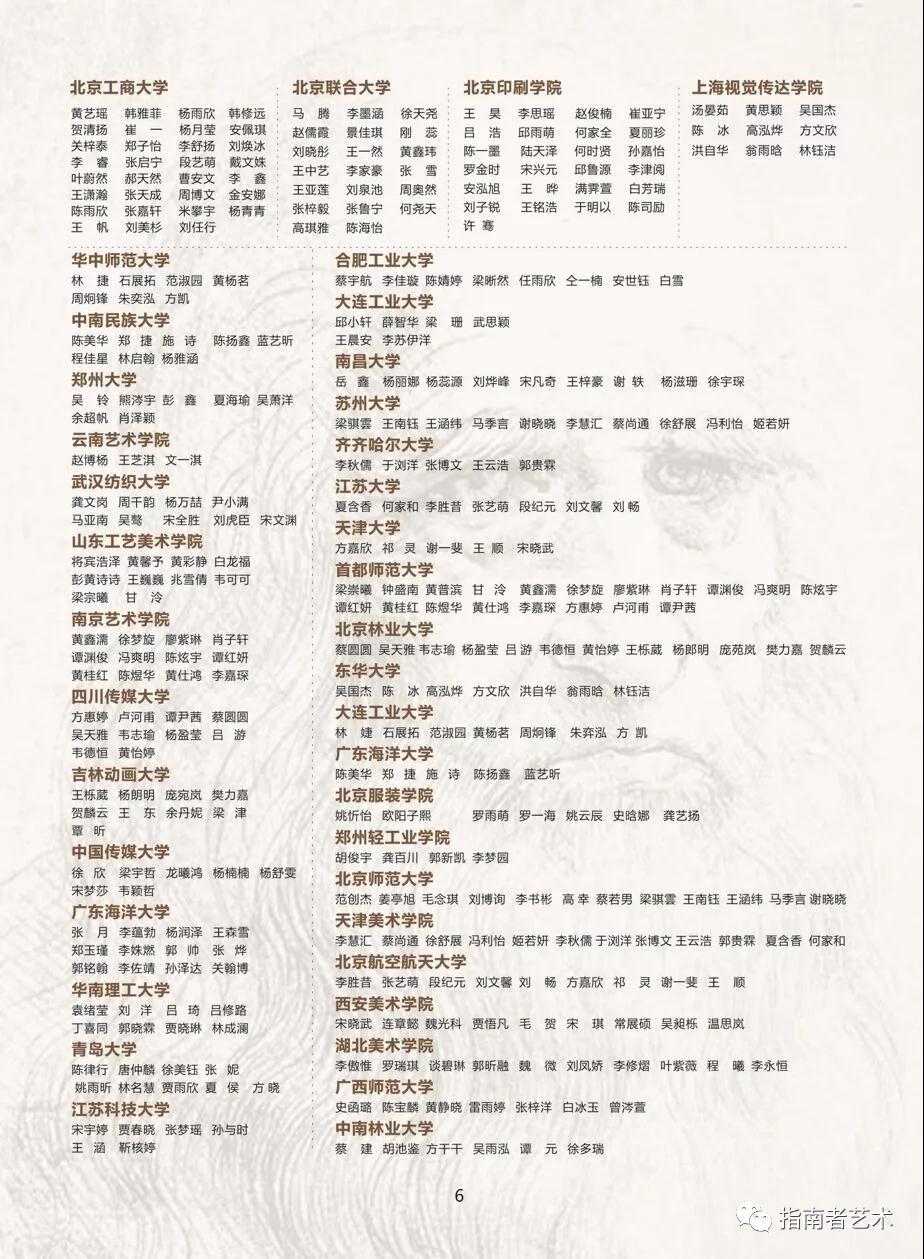 北京工商大学
黄艺瑶 韩雅菲 杨雨欣 韩修远
贺清扬 崔 一 杨月莹 安佩琪
关梓泰 郑子怡 李舒扬 刘焕冰
李 睿 张启宁 段艺萌 戴文姝
叶蔚然 郝天然 曹安文 李 鑫
王潇瀚 张天成 周博文 金安娜
陈雨欣 张嘉轩 米攀宇 杨青青
王 帆 刘美杉 刘任行
北京联合大学
马 腾 李墨涵 徐天尧
赵儒霞 景佳琪 刚 蕊
刘晓彤 王一然 黄鑫玮
王中艺 李家豪 张 雪
王亚莲 刘泉池 周奥然
张梓毅 张鲁宁 何尧天
高琪雅 陈海怡
北京印刷学院
王 昊 李思瑶 赵俊楠 崔亚宁
吕 浩 邱雨萌 何家全 夏丽珍
陈一墨 陆天泽 何时贤 孙嘉怡
罗金时 宋兴元 邱鲁源 李津阅
安泓旭 王 晔 满霁萱 白芳瑞
刘子锐 王铭浩 于明以 陈司励
许 骞
上海视觉传达学院
汤晏茹 黄思颖 吴国杰
陈 冰 高泓烨 方文欣
洪自华 翁雨晗 林钰洁
华中师范大学
林 捷 石展拓 范淑园 黄杨茗
周炯锋 朱奕泓 方凯
中南民族大学
陈美华 郑 捷 施 诗 陈扬鑫 蓝艺昕
程佳星 林启翰 杨雅涵
郑州大学
吴 铃 熊涔宇 彭 鑫 夏海瑜 吴萧洋
余超帆 肖泽颖
云南艺术学院
赵博杨 王芝淇 文一淇
武汉纺织大学
龚文岗 周千韵 杨万喆 尹小满
马亚南 吴骜 宋全胜 刘虎臣 宋文渊
山东工艺美术学院
将宾浩泽 黄馨予 黄彩静 白龙福
彭黄诗诗 王巍巍 兆雪倩 韦可可
梁宗曦 甘 泠
南京艺术学院
黄鑫濡 徐梦旋 廖紫琳 肖子轩
谭渊俊 冯爽明 陈炫宇 谭红妍
黄桂红 陈煜华 黄仕鸿 李嘉琛
四川传媒大学
方惠婷 卢河甫 谭尹茜 蔡圆圆
吴天雅 韦志瑜 杨盈莹 吕 游
韦德恒 黄怡婷
吉林动画大学
王栎葳 杨朗明 庞宛岚 樊力嘉
贺麟云 王 东 余丹妮 梁 津
覃 昕
中国传媒大学
徐 欣 梁宇哲 龙曦鸿 杨楠楠 杨舒雯
宋梦莎 韦颖哲
广东海洋大学
张 月 李蕴勃 杨润泽 王森雪
郑玉瑾 李姝燃 郭 帅 张 烨
郭铭翰 李佐靖 孙泽达 关翰博
华南理工大学
袁绪莹 刘 洋 吕 琦 吕修路
丁喜同 郭晓霖 贾晓琳 林成澜
青岛大学
陈律行 唐仲麟 徐美钰 张 妮
姚雨昕 林名慧 贾雨欣 夏 侯 方 晓
江苏科技大学
宋宇婷 贾春晓 张梦瑶 孙与时
王 涵 靳核婷
合肥工业大学
蔡宇航 李佳璇 陈婧婷 梁晰然 任雨欣 仝一楠 安世钰 白雪
大连工业大学
邱小轩 薛智华 梁 珊 武思颖
王晨安 李苏伊洋
南昌大学
岳 鑫 杨丽娜 杨蕊源 刘烨峰 宋凡奇 王梓豪 谢 轶 杨滋珊 徐宇琛
苏州大学
梁骐雲 王南钰 王涵纬 马季言 谢晓晓 李慧汇 蔡尚通 徐舒展 冯利怡 姬若妍
齐齐哈尔大学
李秋儒 于浏洋 张博文 王云浩 郭贵霖
江苏大学
夏含香 何家和 李胜昔 张艺萌 段纪元 刘文馨 刘 畅
天津大学
方嘉欣 祁 灵 谢一斐 王 顺 宋晓武
首都师范大学
梁崇曦 钟盛南 黄普滨 甘 泠 黄鑫濡 徐梦旋 廖紫琳 肖子轩 谭渊俊 冯爽明 陈炫宇
谭红妍 黄桂红 陈煜华 黄仕鸿 李嘉琛 方惠婷 卢河甫 谭尹茜
北京林业大学
蔡圆圆 吴天雅 韦志瑜 杨盈莹 吕 游 韦德恒 黄怡婷 王栎葳 杨郎明 庞苑岚 樊力嘉 贺麟云
东华大学
吴国杰 陈 冰 高泓烨 方文欣 洪自华 翁雨晗 林钰洁
大连工业大学
林 婕 石展拓 范淑园 黄杨茗 周炯锋 朱弈泓 方 凯
广东海洋大学
陈美华 郑 捷 施 诗 陈扬鑫 蓝艺昕
北京服装学院
姚忻怡 欧阳子熙 罗雨萌 罗一海 姚云辰 史晗娜 龚艺扬
郑州轻工业学院
胡俊宇 龚百川 郭新凯 李梦园
北京师范大学
范创杰 姜亭旭 毛念琪 刘博询 李书彬 高 幸 蔡若男 梁骐雲 王南钰 王涵纬 马季言 谢晓晓
天津美术学院
李慧汇 蔡尚通 徐舒展 冯利怡 姬若妍 李秋儒 于浏洋 张博文 王云浩 郭贵霖 夏含香 何家和
北京航空航天大学
李胜昔 张艺萌 段纪元 刘文馨 刘 畅 方嘉欣 祁 灵 谢一斐 王 顺
西安美术学院
宋晓武 连章懿 魏光科 贾悟凡 毛 贺 宋 琪 常展硕 吴昶栎 温思岚
湖北美术学院
李傲惟 罗瑞琪 谈碧琳 郭昕融 魏 微 刘凤娇 李修熠 叶紫薇 程 曦 李永恒
广西师范大学
史函璐 陈宝麟 黄静晓 雷雨婷 张梓洋 白冰玉 曾涔萱
中南林业大学
蔡 建 胡池鉴 方干干 吴雨泓 谭 元 徐多瑞
6
指南者艺术